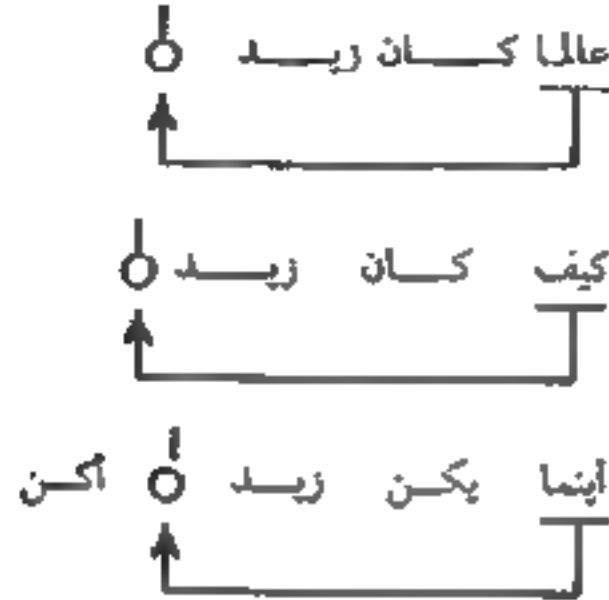 عالما كان زيد
كيف كان زيد
أينما يكن زيد أكن